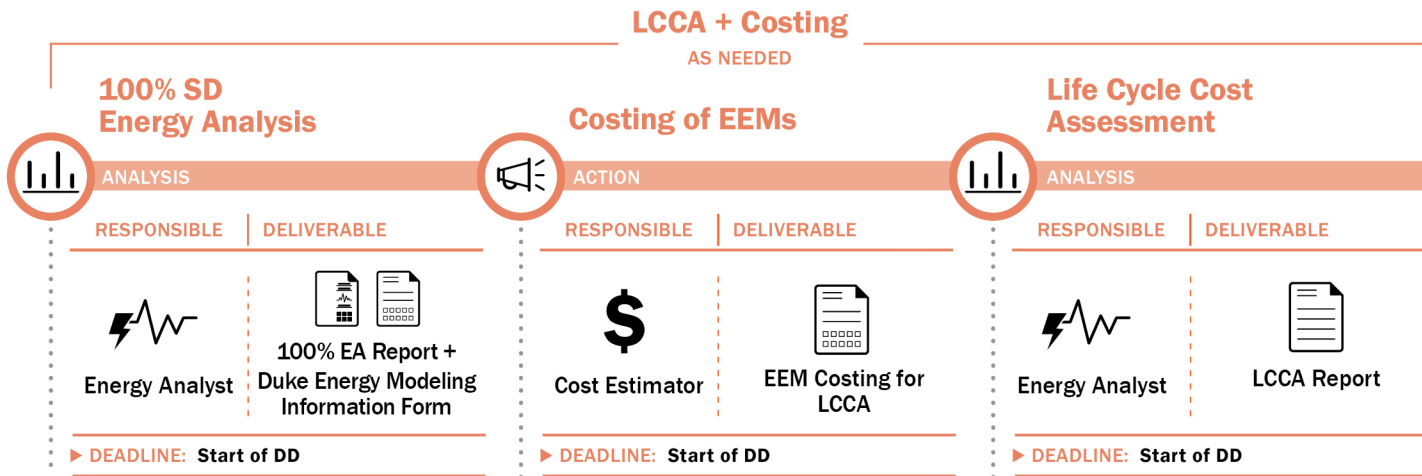 LCCA + Costing
AS NEEDED
100% SD
Energy Analysis
Costing of EEMs
Life Cycle Cost
Assessment
ANALYSIS
ACTION
ANALYSIS
RESPONSIBLE
DELIVERABLE
RESPONSIBLE
DELIVERABLE
RESPONSIBLE
DELIVERABLE
Energy Analyst
100% EA Report +
Duke Energy Modeling
Information Form
$
Cost Estimator
EEM Costing for
LCCA
Energy Analyst
LCCA Report
DEADLINE: Start of DD
DEADLINE: Start of DD
DEADLINE: Start of DD